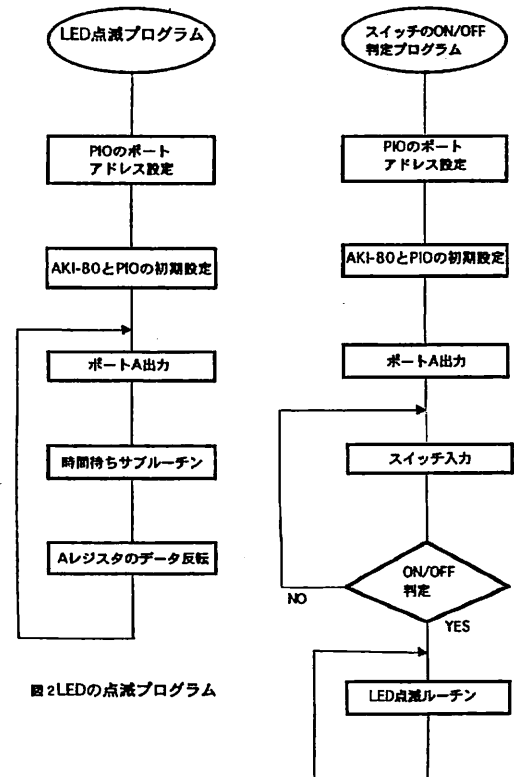 LED点滅プログラム
PIOのポート
アドレス設定
AKI-80とPIOの初期設定
ポートA出力
時間待ちサブルーチン
Aレジスタのデータ反転
図2LEDの点滅プログラム
スイッチのON/OFF
判定プログラム
PIOのポート
アドレス設定
AKI-80とPIOの初期設定
ポートA出力
スイッチ入力
ON/OFF
判定
NO
YES
LED点滅ルーチン